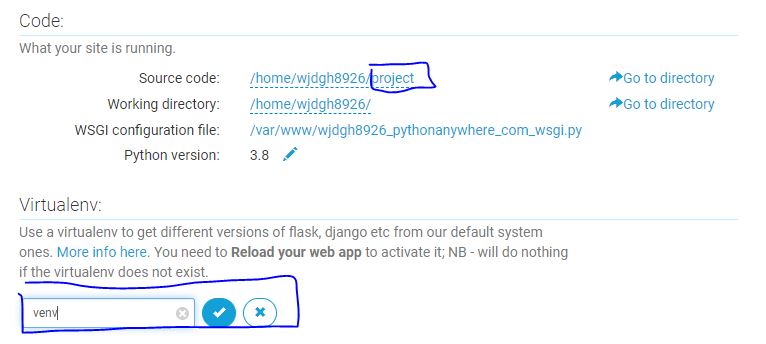 Code:
What your site is running.
Source code: /home/wjdgh8926/project Go to directory
Working directory: /home/wjdgh8926/ Go to directory
WSGI configuration file: /var/www/wjdgh8926_pythonanywhere_com_wsgi.py
Python version: 3.8
Virtualenv:
Use a virtualenv to get different versions of flask, django etc from our default system
ones. More info here. You need to Reload your web app to activate it; NB - will do nothing
if the virtualenv does not exist.
venv